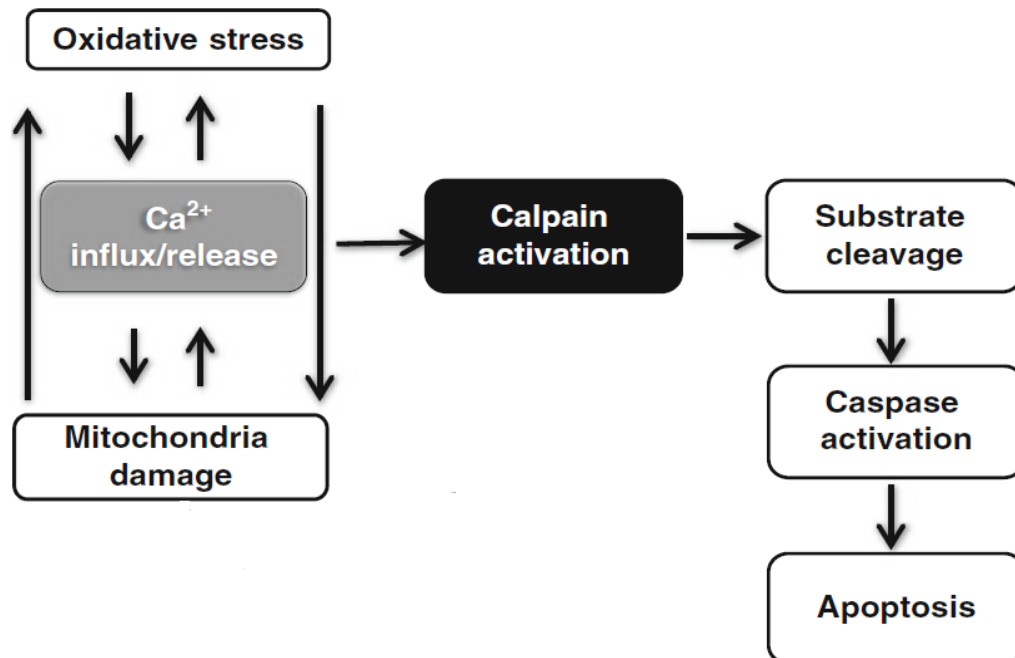 Oxidative stress
Ca²⁺
influx/release
Calpain
activation
Substrate
cleavage
Mitochondria
damage
Caspase
activation
Apoptosis